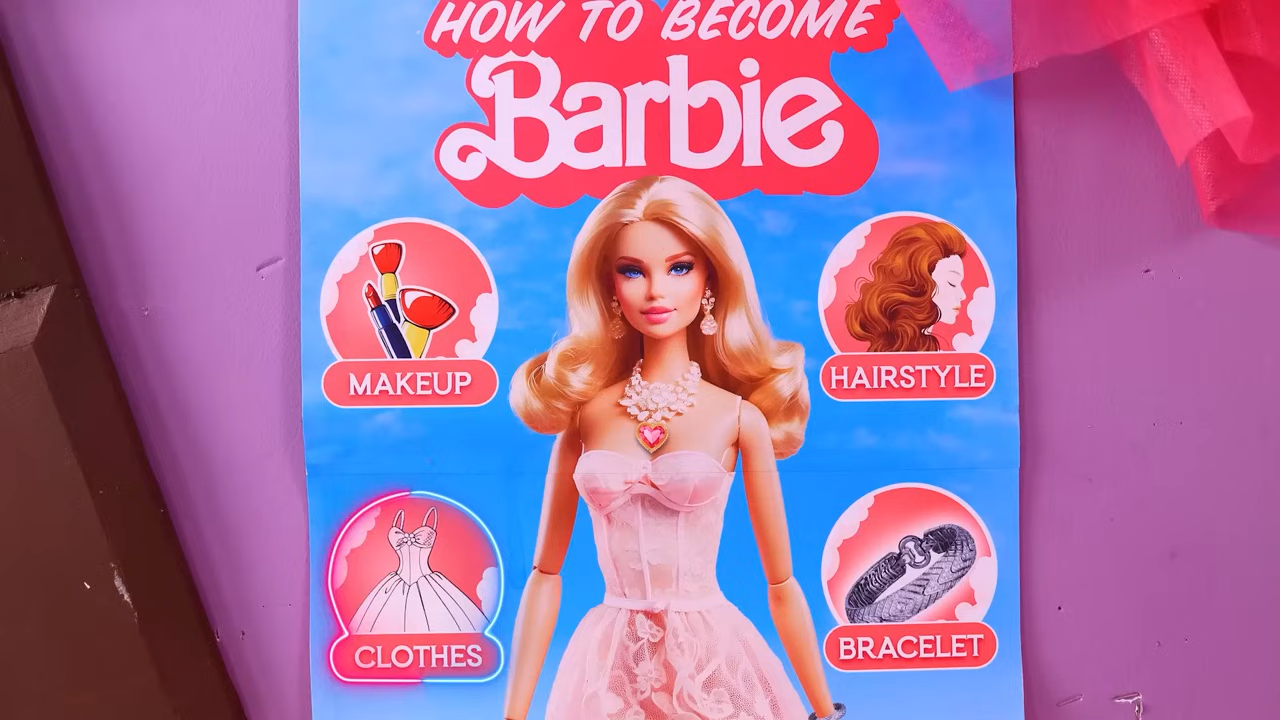 HOW TO BECOME
Barbie
MAKEUP
HAIRSTYLE
CLOTHES
BRACELET